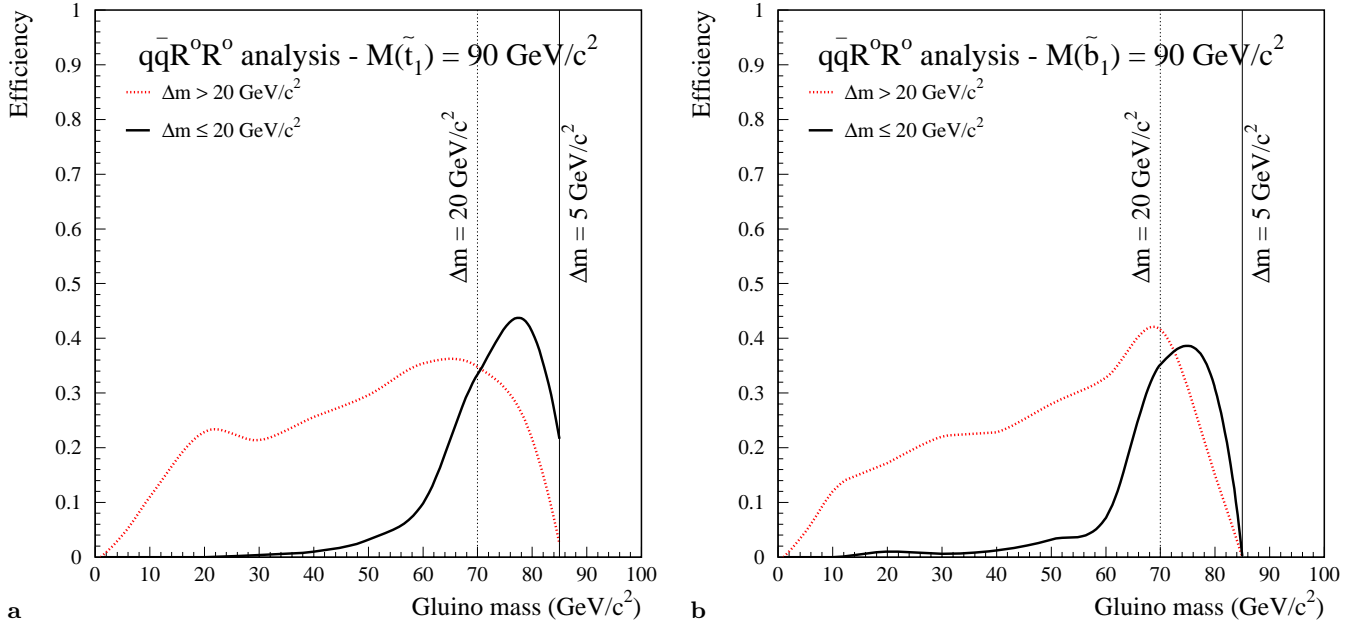 Efficiency
1
0.9
0.8
0.7
0.6
0.5
0.4
0.3
0.2
0.1
0
qq̄R⁰R⁰ analysis - M(t̃₁) = 90 GeV/c²
Δm > 20 GeV/c²
Δm ≤ 20 GeV/c²
Δm = 20 GeV/c²
Δm = 5 GeV/c²
0 10 20 30 40 50 60 70 80 90 100
Gluino mass (GeV/c²)
a
Efficiency
1
0.9
0.8
0.7
0.6
0.5
0.4
0.3
0.2
0.1
0
qq̄R⁰R⁰ analysis - M(b̃₁) = 90 GeV/c²
Δm > 20 GeV/c²
Δm ≤ 20 GeV/c²
Δm = 20 GeV/c²
Δm = 5 GeV/c²
0 10 20 30 40 50 60 70 80 90 100
Gluino mass (GeV/c²)
b